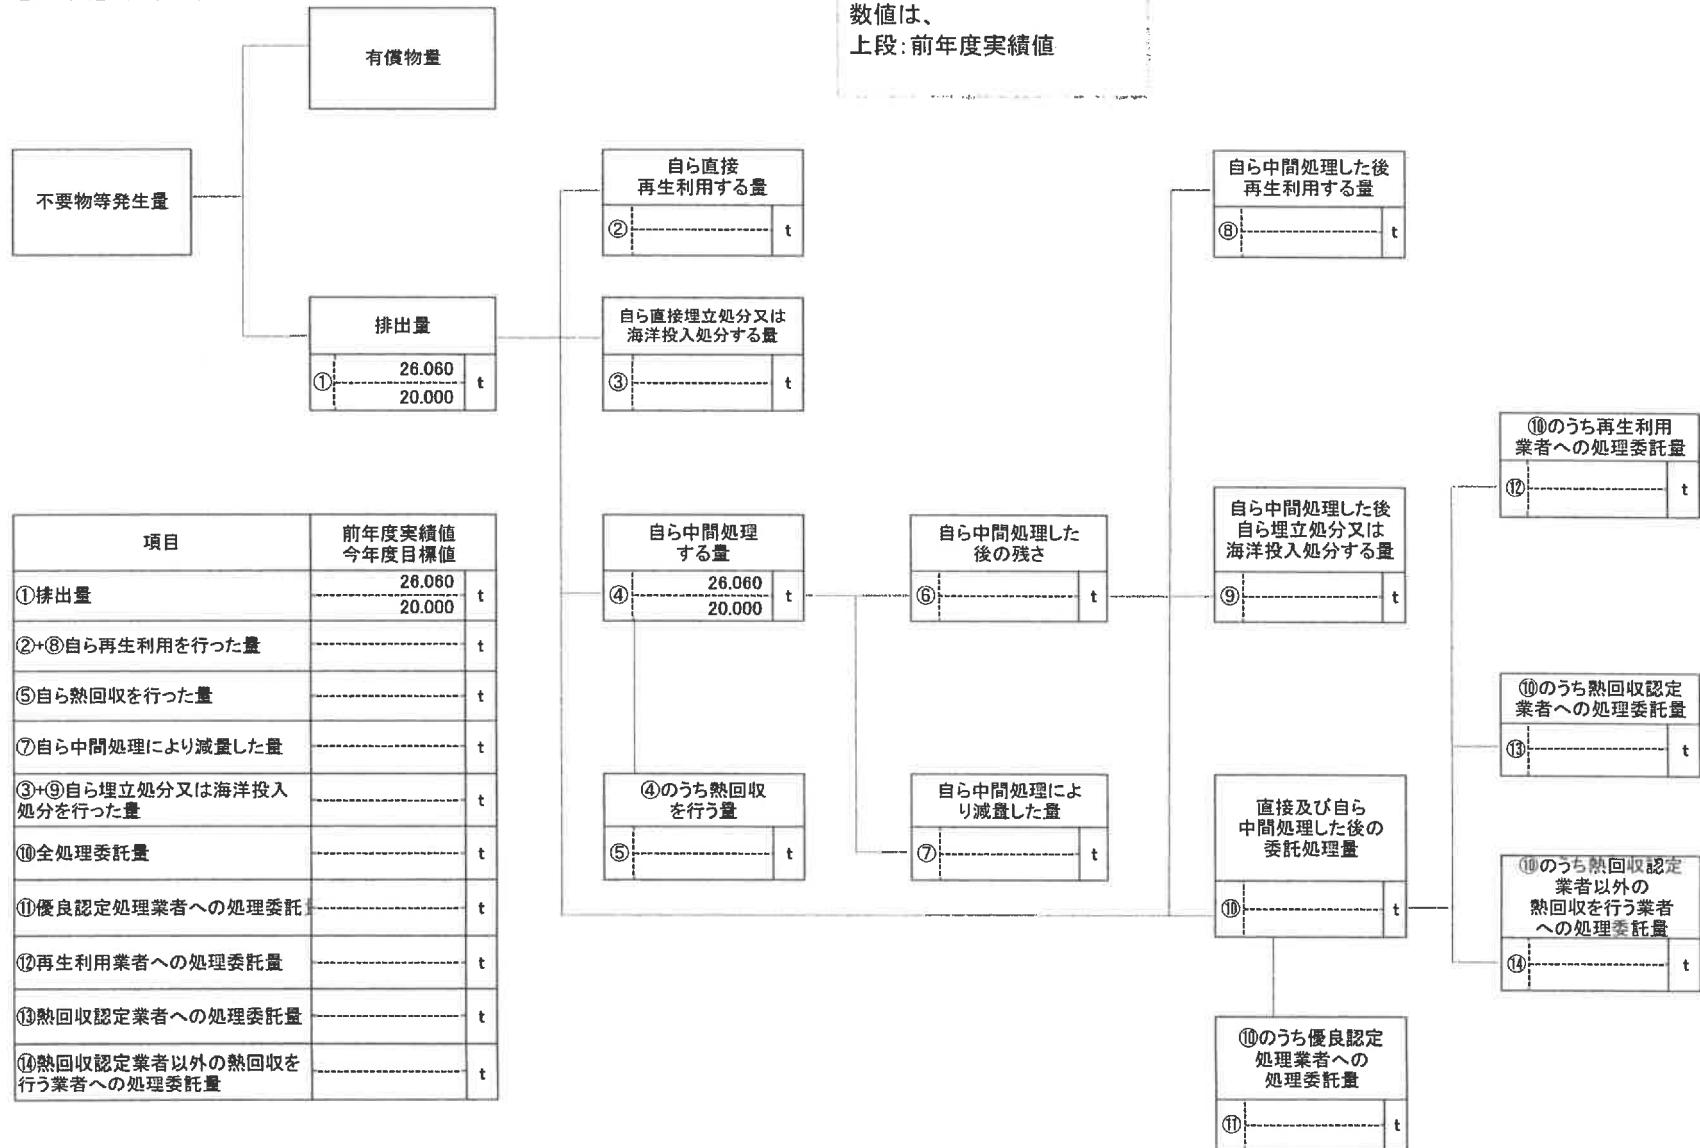 数値は、
上段:前年度実績値
有償物量
不要物等発生量
排出量
① 26.060 t
20.000
自ら直接
再生利用する量
② t
自ら直接埋立処分又は
海洋投入処分する量
③ t
自ら中間処理
する量
④ 26.060 t
20.000
④のうち熱回収
を行う量
⑤ t
自ら中間処理した
後の残さ
⑥ t
自ら中間処理によ
り減量した量
⑦ t
自ら中間処理した後
再生利用する量
⑧ t
自ら中間処理した後
自ら埋立処分又は
海洋投入処分する量
⑨ t
直接及び自ら
中間処理した後の
委託処理量
⑩ t
⑩のうち優良認定
処理業者への
処理委託量
⑪ t
⑩のうち再生利用
業者への処理委託量
⑫ t
⑩のうち熱回収認定
業者への処理委託量
⑬ t
⑩のうち熱回収認定
業者以外の
熱回収を行う業者
への処理委託量
⑭ t
項目
前年度実績値
今年度目標値
①排出量 26.060 t
20.000
②+⑧自ら再生利用を行った量 t
⑤自ら熱回収を行った量 t
⑦自ら中間処理により減量した量 t
③+⑨自ら埋立処分又は海洋投入
処分を行った量 t
⑩全処理委託量 t
⑪優良認定処理業者への処理委託 t
⑫再生利用業者への処理委託量 t
⑬熱回収認定業者への処理委託量 t
⑭熱回収認定業者以外の熱回収を
行う業者への処理委託量 t